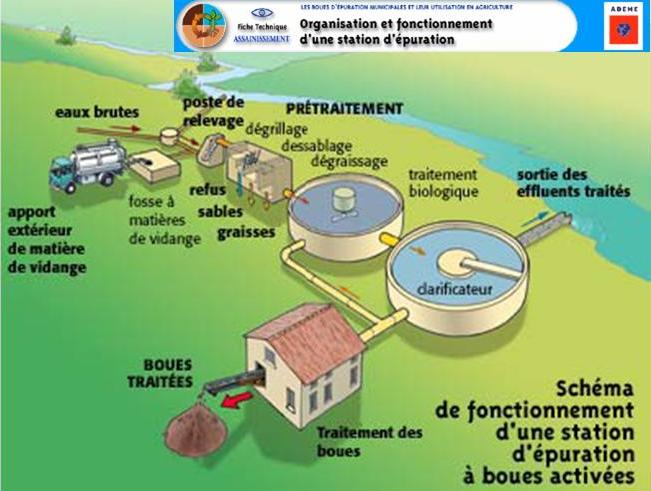 LES BOUES D'ÉPURATION MUNICIPALES ET LEUR UTILISATION EN AGRICULTURE
Fiche Technique
ASSAINISSEMENT
Organisation et fonctionnement
d'une station d'épuration
ADEME
eaux brutes
poste de
relevage
PRÉTRAITEMENT
dégrillage
dessablage
dégraissage
traitement
biologique
sortie des
effluents traités
apport
extérieur
de matière
de vidange
fosse à
matières
de vidange
refus
sables
graisses
clarificateur
BOUES
TRAITÉES
Traitement des
boues
Schéma
de fonctionnement
d'une station
d'épuration
à boues activées